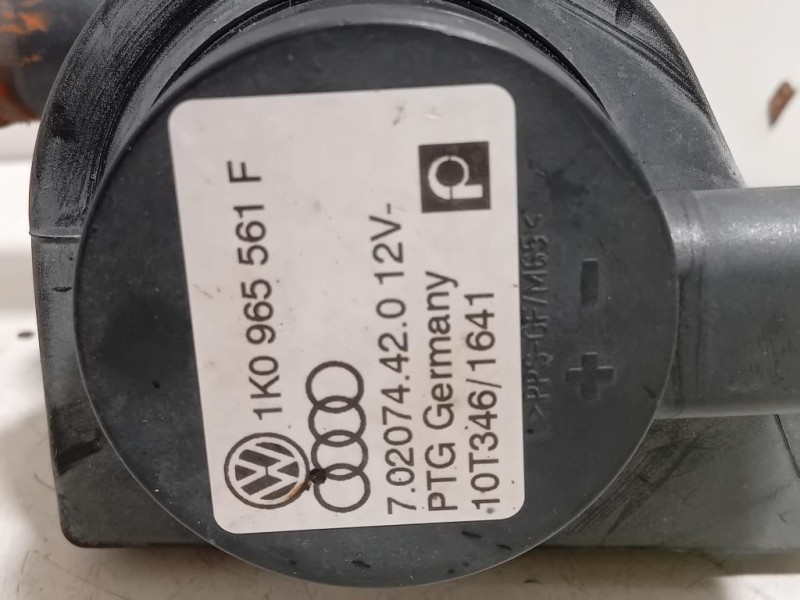 1K0 965 561 F
7.02074.42.0 12V-
PTG Germany
10T346/1641
- +